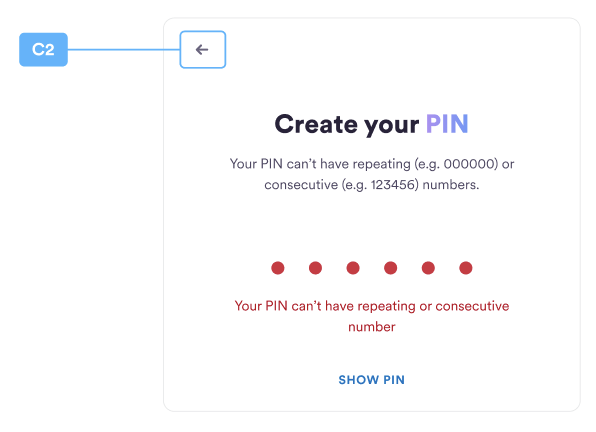 C2
Create your PIN
Your PIN can’t have repeating (e.g. 000000) or
consecutive (e.g. 123456) numbers.
Your PIN can’t have repeating or consecutive
number
SHOW PIN